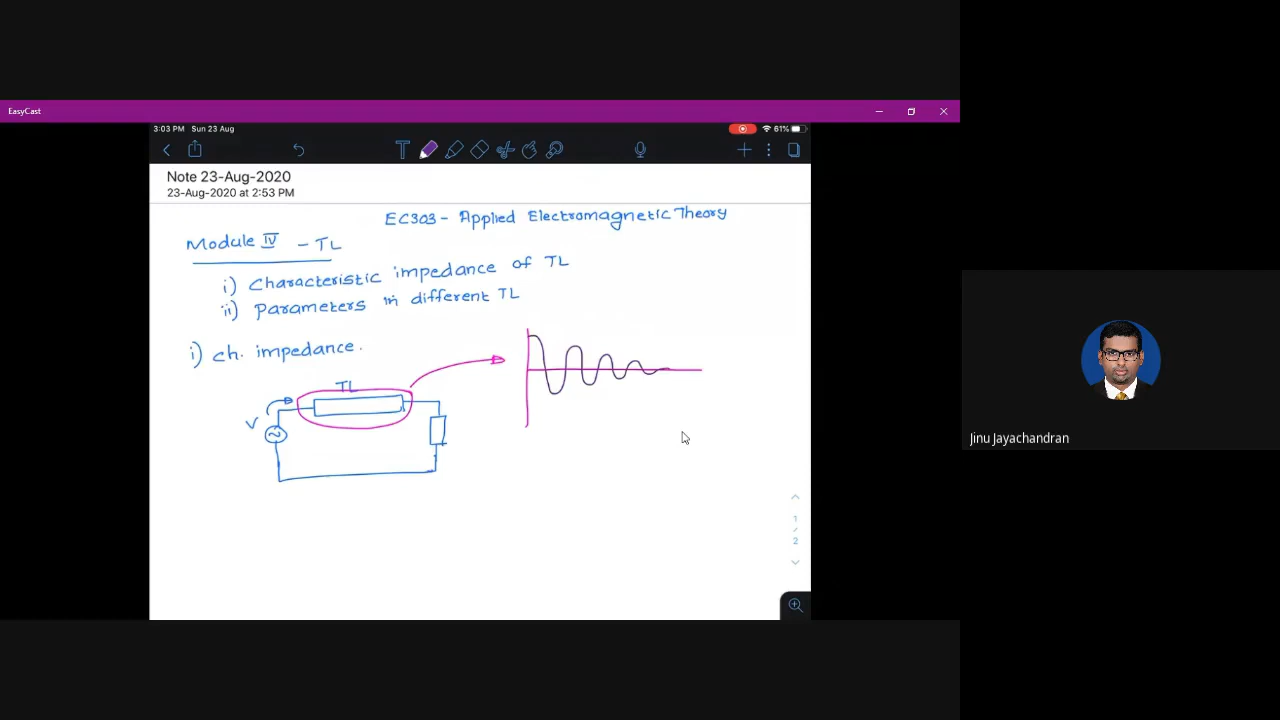 EasyCast
3:03 PM Sun 23 Aug
61%
Note 23-Aug-2020
23-Aug-2020 at 2:53 PM
EC303 - Applied Electromagnetic Theory
Module IV - TL
i) Characteristic impedance of TL
ii) Parameters in different TL
i) ch. impedance.
TL
V
Jinu Jayachandran
1
/
2